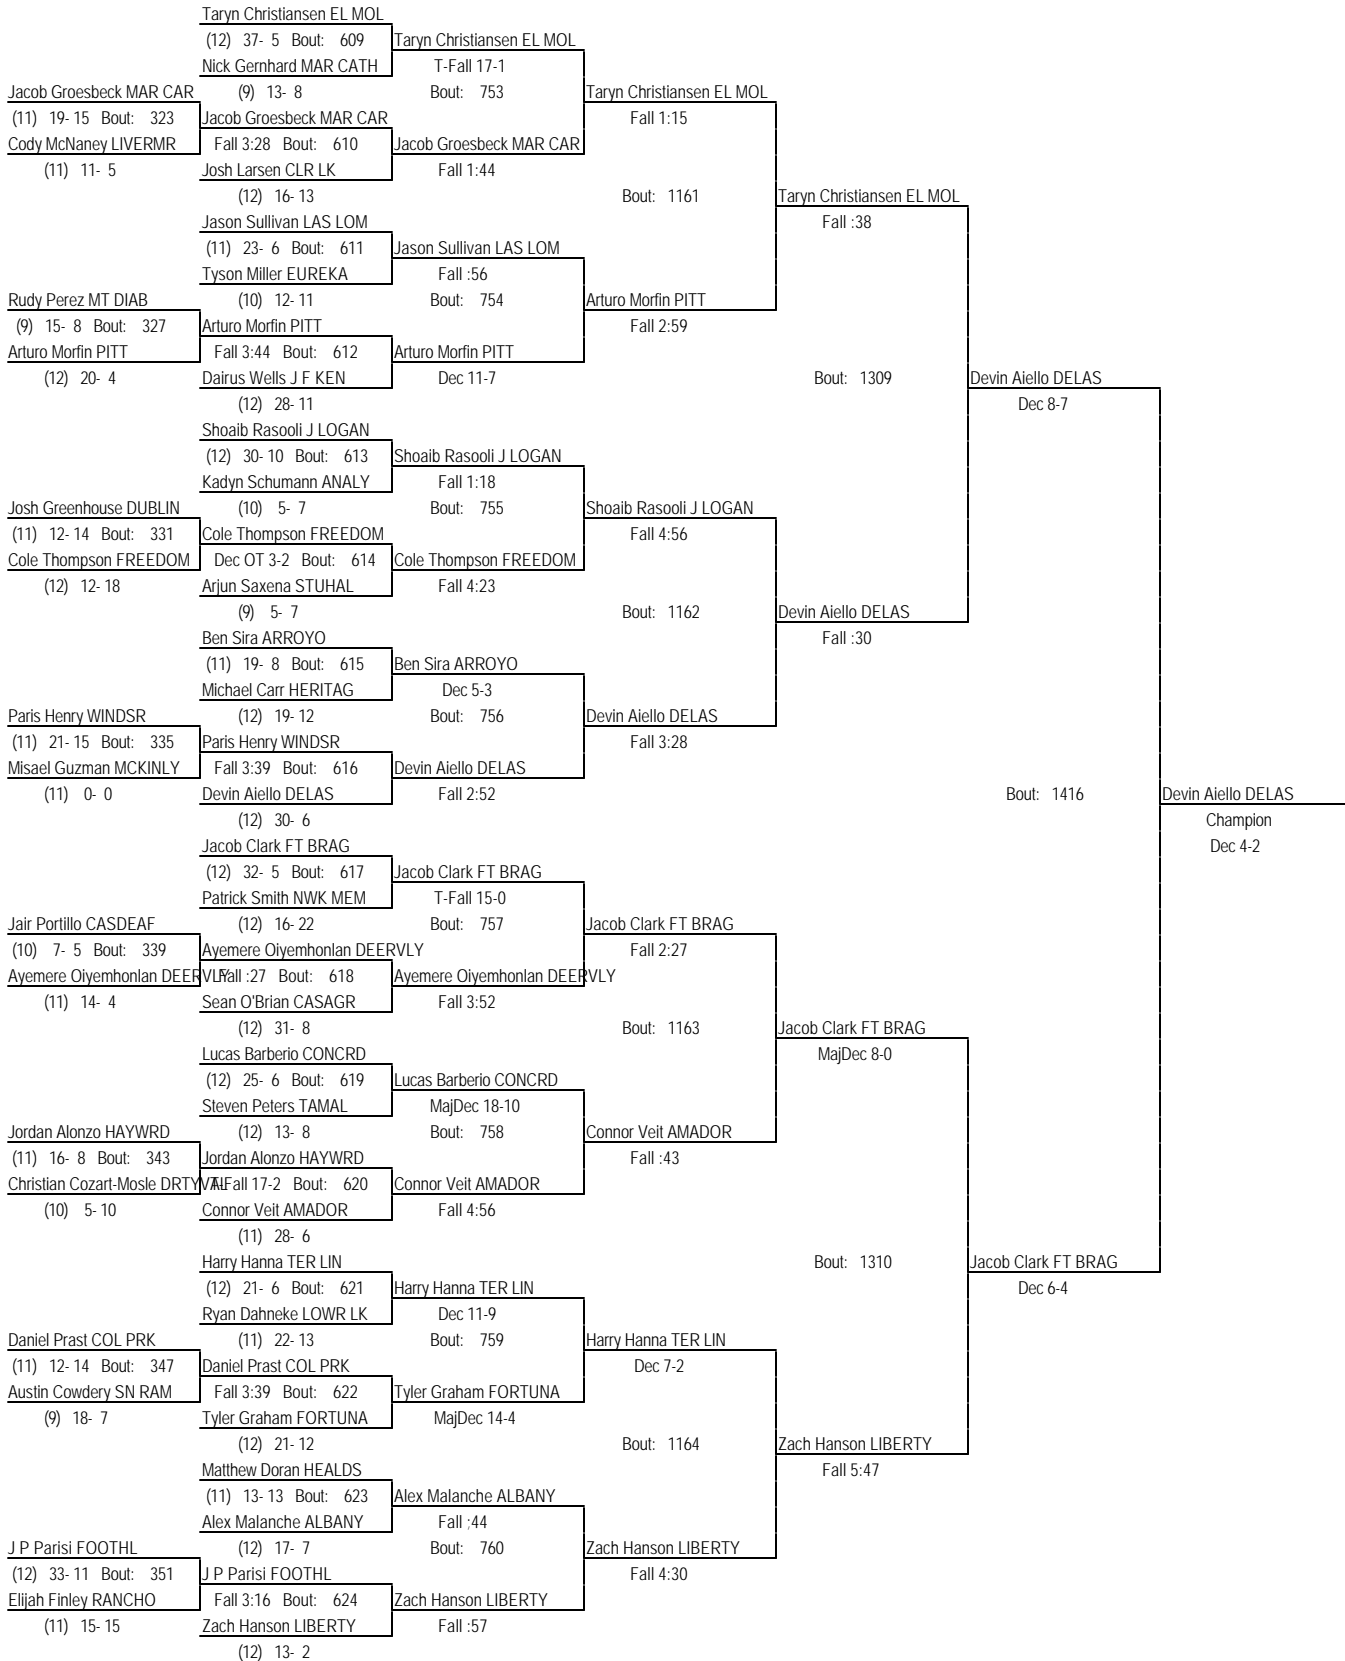 Taryn Christiansen EL MOL
(12) 37- 5 Bout: 609 Taryn Christiansen EL MOL
Nick Gernhard MAR CATH T-Fall 17-1
Jacob Groesbeck MAR CAR (9) 13- 8 Bout: 753 Taryn Christiansen EL MOL
(11) 19- 15 Bout: 323 Jacob Groesbeck MAR CAR Fall 1:15
Cody McNaney LIVERMR Fall 3:28 Bout: 610 Jacob Groesbeck MAR CAR
(11) 11- 5 Josh Larsen CLR LK Fall 1:44
(12) 16- 13 Bout: 1161 Taryn Christiansen EL MOL
Jason Sullivan LAS LOM Fall :38
(11) 23- 6 Bout: 611 Jason Sullivan LAS LOM
Tyson Miller EUREKA Fall :56
Rudy Perez MT DIAB (10) 12- 11 Bout: 754 Arturo Morfin PITT
(9) 15- 8 Bout: 327 Arturo Morfin PITT Fall 2:59
Arturo Morfin PITT Fall 3:44 Bout: 612 Arturo Morfin PITT
(12) 20- 4 Dairus Wells J F KEN Dec 11-7 Bout: 1309 Devin Aiello DELAS
(12) 28- 11 Dec 8-7
Shoaib Rasooli J LOGAN
(12) 30- 10 Bout: 613 Shoaib Rasooli J LOGAN
Kadyn Schumann ANALY Fall 1:18
Josh Greenhouse DUBLIN (10) 5- 7 Bout: 755 Shoaib Rasooli J LOGAN
(11) 12- 14 Bout: 331 Cole Thompson FREEDOM Fall 4:56
Cole Thompson FREEDOM Dec OT 3-2 Bout: 614 Cole Thompson FREEDOM
(12) 12- 18 Arjun Saxena STUHAL Fall 4:23
(9) 5- 7 Bout: 1162 Devin Aiello DELAS
Ben Sira ARROYO Fall :30
(11) 19- 8 Bout: 615 Ben Sira ARROYO
Michael Carr HERITAG Dec 5-3
Paris Henry WINDSR (12) 19- 12 Bout: 756 Devin Aiello DELAS
(11) 21- 15 Bout: 335 Paris Henry WINDSR Fall 3:28
Misael Guzman MCKINLY Fall 3:39 Bout: 616 Devin Aiello DELAS
(11) 0- 0 Devin Aiello DELAS Fall 2:52 Bout: 1416 Devin Aiello DELAS
(12) 30- 6 Champion
Jacob Clark FT BRAG Dec 4-2
(12) 32- 5 Bout: 617 Jacob Clark FT BRAG
Patrick Smith NWK MEM T-Fall 15-0
Jair Portillo CASDEAF (12) 16- 22 Bout: 757 Jacob Clark FT BRAG
(10) 7- 5 Bout: 339 Ayemere Oiyemhonlan DEERVLY Fall 2:27
Ayemere Oiyemhonlan DEERVLY Fall :27 Bout: 618 Ayemere Oiyemhonlan DEERVLY
(11) 14- 4 Sean O'Brian CASAGR Fall 3:52
(12) 31- 8 Bout: 1163 Jacob Clark FT BRAG
Lucas Barberio CONCRD MajDec 8-0
(12) 25- 6 Bout: 619 Lucas Barberio CONCRD
Steven Peters TAMAL MajDec 18-10
Jordan Alonzo HAYWRD (12) 13- 8 Bout: 758 Connor Veit AMADOR
(11) 16- 8 Bout: 343 Jordan Alonzo HAYWRD Fall :43
Christian Cozart-Mosle DRTYVAL T-Fall 17-2 Bout: 620 Connor Veit AMADOR
(10) 5- 10 Connor Veit AMADOR Fall 4:56
(11) 28- 6
Harry Hanna TER LIN Bout: 1310 Jacob Clark FT BRAG
(12) 21- 6 Bout: 621 Harry Hanna TER LIN Dec 6-4
Ryan Dahneke LOWR LK Dec 11-9
Daniel Prast COL PRK (11) 22- 13 Bout: 759 Harry Hanna TER LIN
(11) 12- 14 Bout: 347 Daniel Prast COL PRK Dec 7-2
Austin Cowdery SN RAM Fall 3:39 Bout: 622 Tyler Graham FORTUNA
(9) 18- 7 Tyler Graham FORTUNA MajDec 14-4
(12) 21- 12 Bout: 1164 Zach Hanson LIBERTY
Matthew Doran HEALDS Fall 5:47
(11) 13- 13 Bout: 623 Alex Malanche ALBANY
Alex Malanche ALBANY Fall ;44
J P Parisi FOOTHL (12) 17- 7 Bout: 760 Zach Hanson LIBERTY
(12) 33- 11 Bout: 351 J P Parisi FOOTHL Fall 4:30
Elijah Finley RANCHO Fall 3:16 Bout: 624 Zach Hanson LIBERTY
(11) 15- 15 Zach Hanson LIBERTY Fall :57
(12) 13- 2